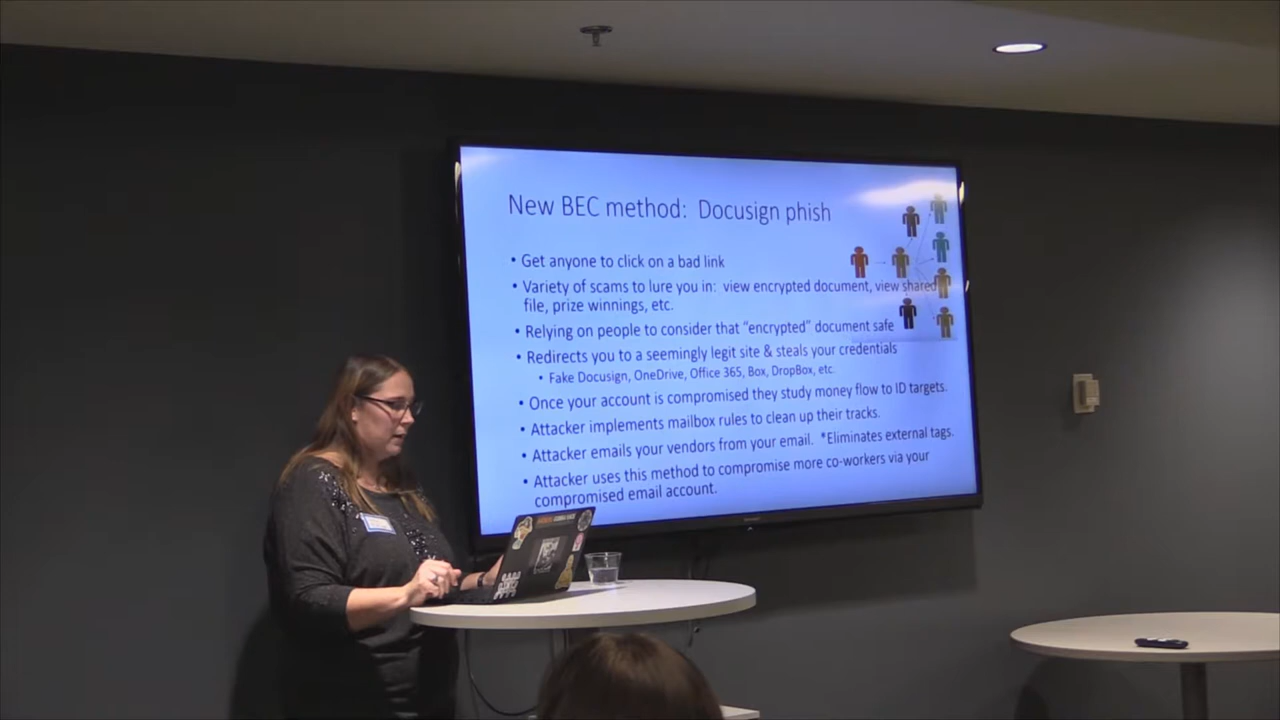 New BEC method: Docusign phish
• Get anyone to click on a bad link
• Variety of scams to lure you in: view encrypted document, view shared
file, prize winnings, etc.
• Relying on people to consider that “encrypted” document safe
• Redirects you to a seemingly legit site & steals your credentials
• Fake Docusign, OneDrive, Office 365, Box, DropBox, etc.
• Once your account is compromised they study money flow to ID targets.
• Attacker implements mailbox rules to clean up their tracks.
• Attacker emails your vendors from your email. *Eliminates external tags.
• Attacker uses this method to compromise more co-workers via your
compromised email account.